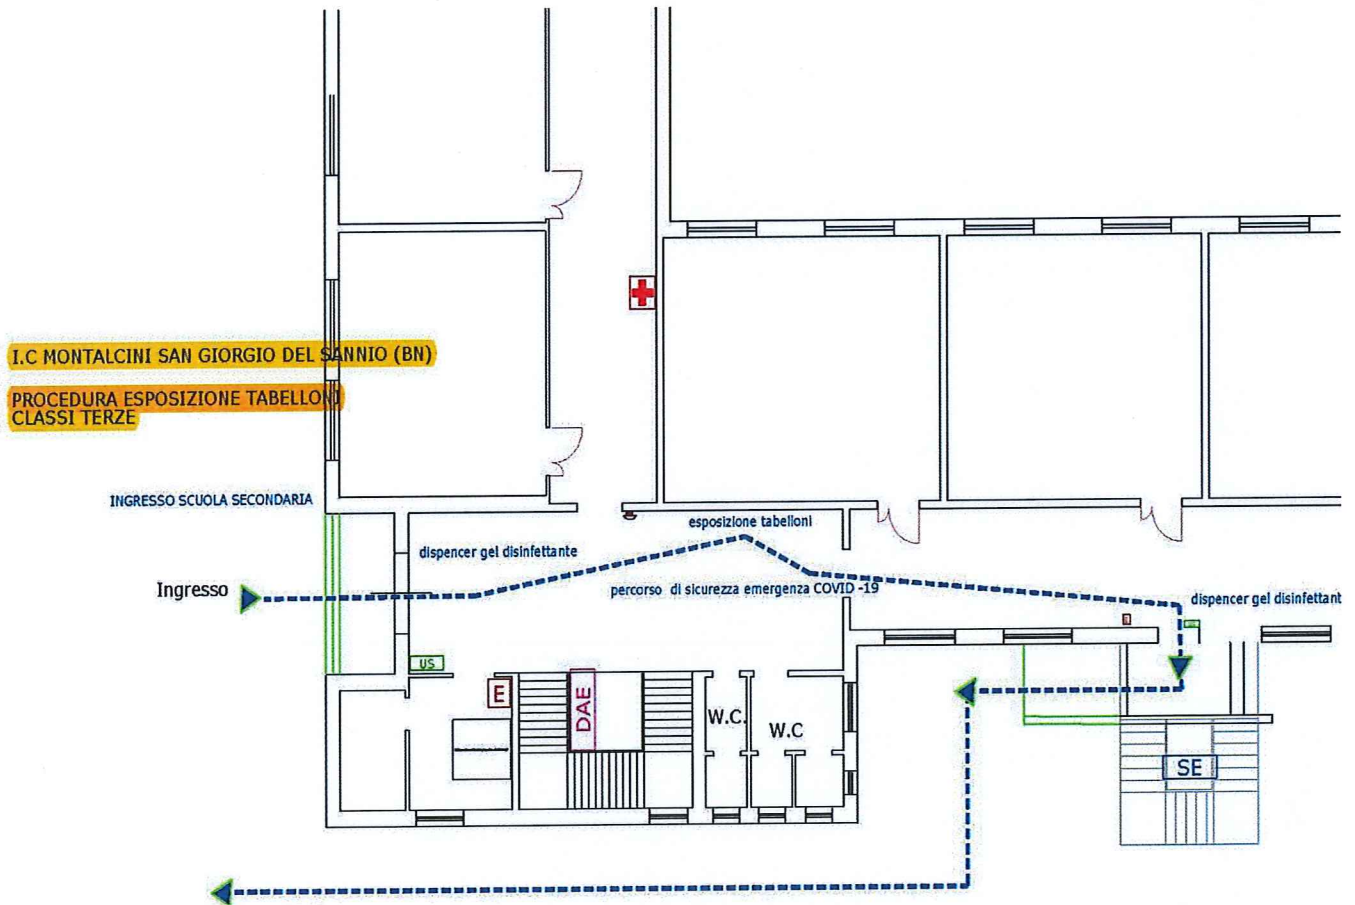 I.C MONTALCINI SAN GIORGIO DEL SANNIO (BN)
PROCEDURA ESPOSIZIONE TABELLONI
CLASSI TERZE
INGRESSO SCUOLA SECONDARIA
esposizione tabelloni
dispencer gel disinfettante
Ingresso
percorso di sicurezza emergenza COVID -19
dispencer gel disinfettant
US
E
DAE
W.C.
W.C
SE